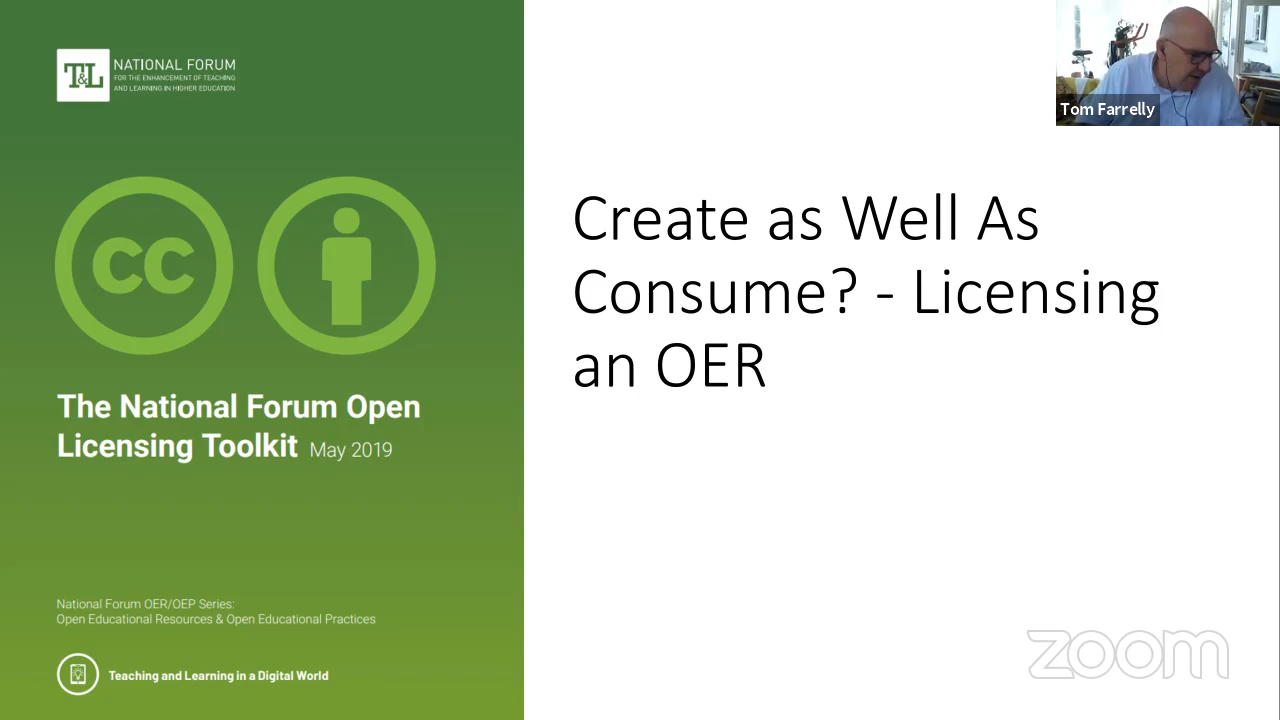 T&L
NATIONAL FORUM
FOR THE ENHANCEMENT OF TEACHING
AND LEARNING IN HIGHER EDUCATION
cc
The National Forum Open
Licensing Toolkit May 2019
National Forum OER/OEP Series:
Open Educational Resources & Open Educational Practices
Teaching and Learning in a Digital World
Create as Well As
Consume? - Licensing
an OER
Tom Farrelly
zoom